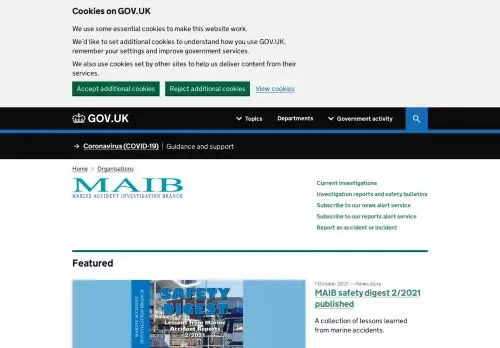 Cookies on GOV.UK
We use some essential cookies to make this website work.
We'd like to set additional cookies to understand how you use GOV.UK,
remember your settings and improve government services.
We also use cookies set by other sites to help us deliver content from their
services.
Accept additional cookies
Reject additional cookies
View cookies
GOV.UK
Topics
Departments
Government activity
→ Coronavirus (COVID-19)
Guidance and support
Home > Organisations
MAIB
MARINE ACCIDENT INVESTIGATION BRANCH
Current investigations
Investigation reports and safety bulletins
Subscribe to our news alert service
Subscribe to our reports alert service
Report an accident or incident
Featured
SAFETY
DIGEST
Lessons from Marine
Accident Reports
2/2021
MARINE ACCIDENT
1 October 2021 — News story
MAIB safety digest 2/2021
published
A collection of lessons learned
from marine accidents.